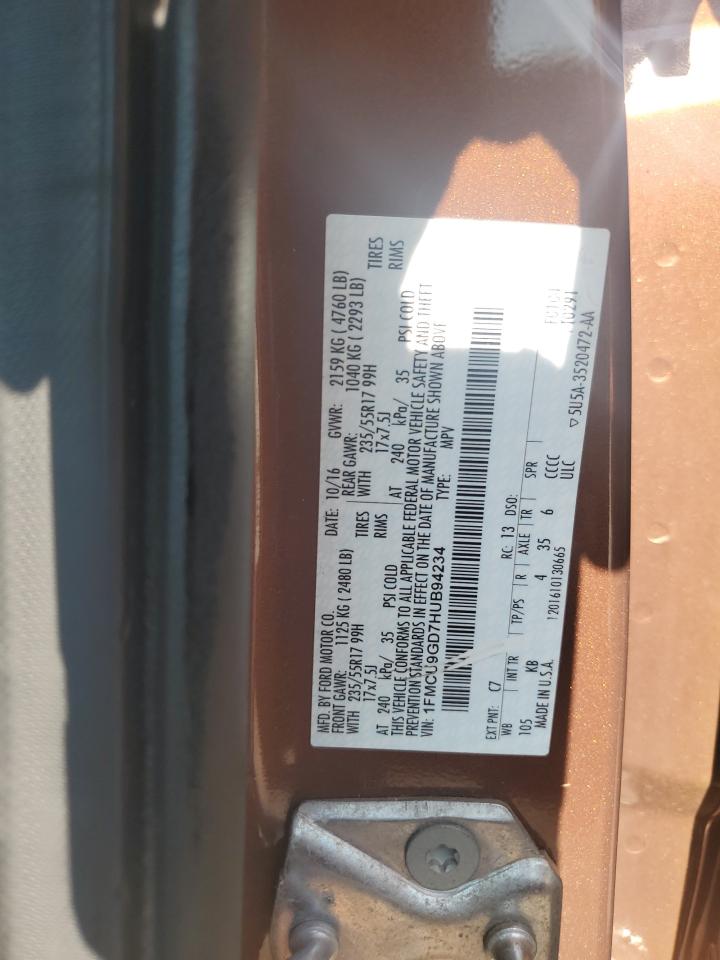 MFD. BY FORD MOTOR CO.
DATE: 10/16 GVWR: 2159 KG ( 4760 LB)
FRONT GAWR: 1125 KG ( 2480 LB) REAR GAWR: 1040 KG ( 2293 LB)
WITH 235/55R17 99H TIRES WITH 235/55R17 99H TIRES
17x7.5J RIMS 17x7.5J RIMS
AT 240 kPa/ 35 PSI COLD AT 240 kPa/ 35 PSI COLD
THIS VEHICLE CONFORMS TO ALL APPLICABLE FEDERAL MOTOR VEHICLE SAFETY AND THEFT
PREVENTION STANDARDS IN EFFECT ON THE DATE OF MANUFACTURE SHOWN ABOVE
VIN: 1FMCU9GD7HUB94234 TYPE: MPV
EXT PNT: C7 RC: 13 DSO:
WB INT TR TP/PS R AXLE TR SPR
105 KB 4 35 6 CCCC
MADE IN U.S.A. 1201610130665 ULC
10291
▽5U5A-3520472-AA